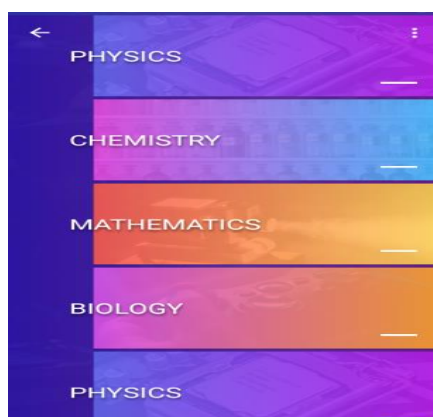 PHYSICS
CHEMISTRY
MATHEMATICS
BIOLOGY
PHYSICS